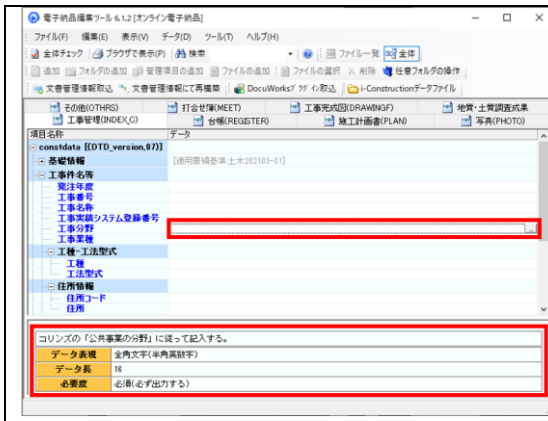 電子納品編集ツール 6.1.2 [オンライン電子納品]
ファイル(F) 編集(E) 表示(V) データ(D) ツール(T) ヘルプ(H)
全体チェック ブラウザで表示(P) 検索 ファイル一覧 全体
追加 フォルダの追加 管理項目の追加 ファイルの追加 ファイルの選択 削除 任意フォルダの操作
文書管理情報取込 文書管理情報にて再構築 DocuWorksプラグイン取込 i-Constructionデータファイル
その他(OTHRS) 打合せ簿(MEET) 工事完成図(DRAWINGF) 地質・土質調査成果
工事管理(INDEX_C) 台帳(REGISTER) 施工計画書(PLAN) 写真(PHOTO)
項目名称 データ
constdata [(DTD_version,07)]
基礎情報 [適用要領基準:土木202103-01]
工事件名等
発注年度
工事番号
工事名称
工事実績システム登録番号
工事分野 ...
工事業種
工種-工法型式
工種
工法型式
住所情報
住所コード
住所
コリンズの「公共事業の分野」に従って記入する。
データ表現 全角文字(半角英数字)
データ長 16
必要度 必須(必ず出力する)